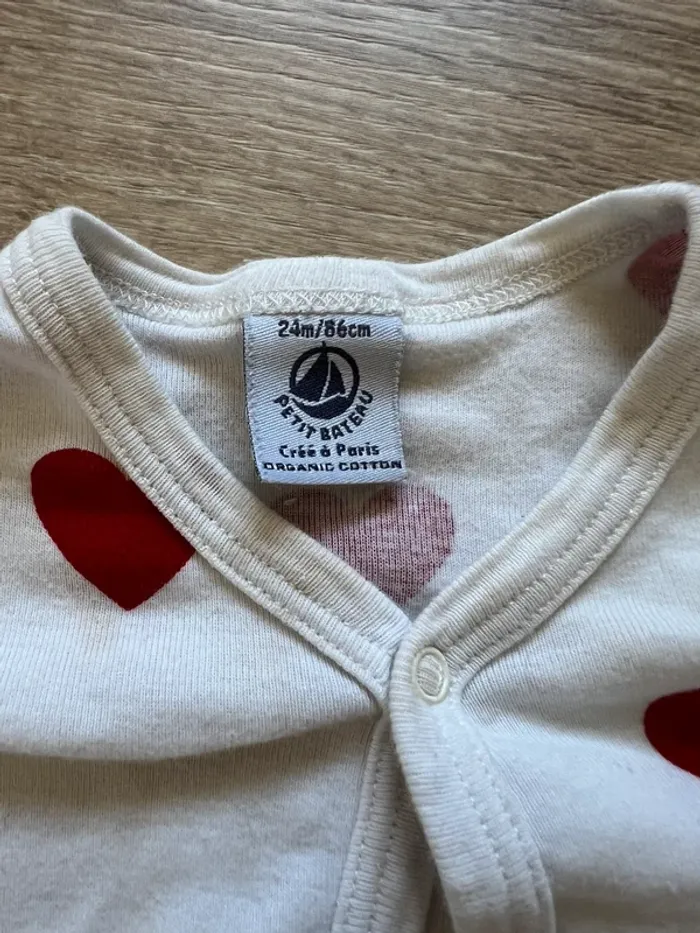 24m/86cm
PETIT BATEAU
Créé à Paris
ORGANIC COTTON